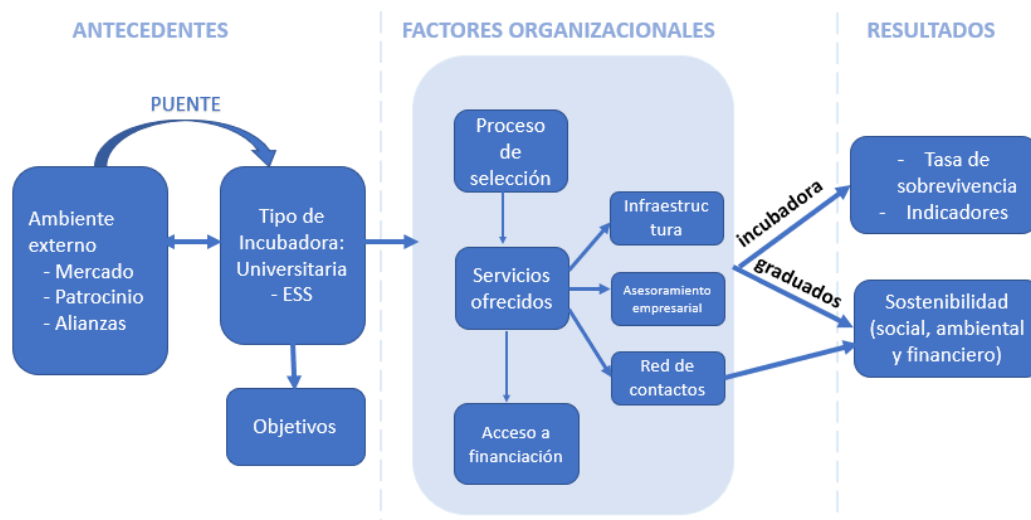 ANTECEDENTES
FACTORES ORGANIZACIONALES
RESULTADOS
PUENTE
Ambiente
externo
- Mercado
- Patrocinio
- Alianzas
Tipo de
Incubadora:
Universitaria
- ESS
Objetivos
Proceso
de
selección
Servicios
ofrecidos
Acceso a
financiación
Infraestruc
tura
Asesoramiento
empresarial
Red de
contactos
incubadora
graduados
- Tasa de
sobrevivencia
- Indicadores
Sostenibilidad
(social, ambiental
y financiero)